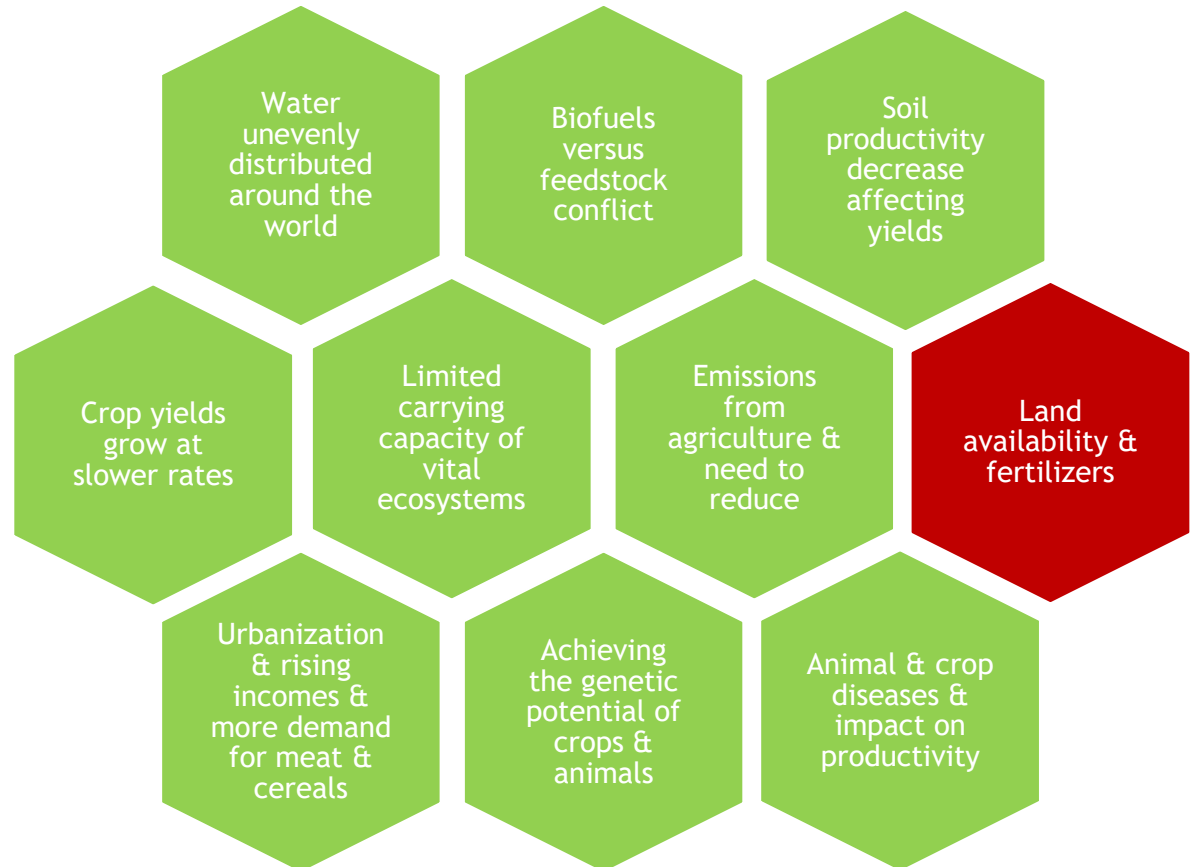 Water
unevenly
distributed
around the
world
Biofuels
versus
feedstock
conflict
Soil
productivity
decrease
affecting
yields
Crop yields
grow at
slower rates
Limited
carrying
capacity of
vital
ecosystems
Emissions
from
agriculture &
need to
reduce
Land
availability &
fertilizers
Urbanization
& rising
incomes &
more demand
for meat &
cereals
Achieving
the genetic
potential of
crops &
animals
Animal & crop
diseases &
impact on
productivity